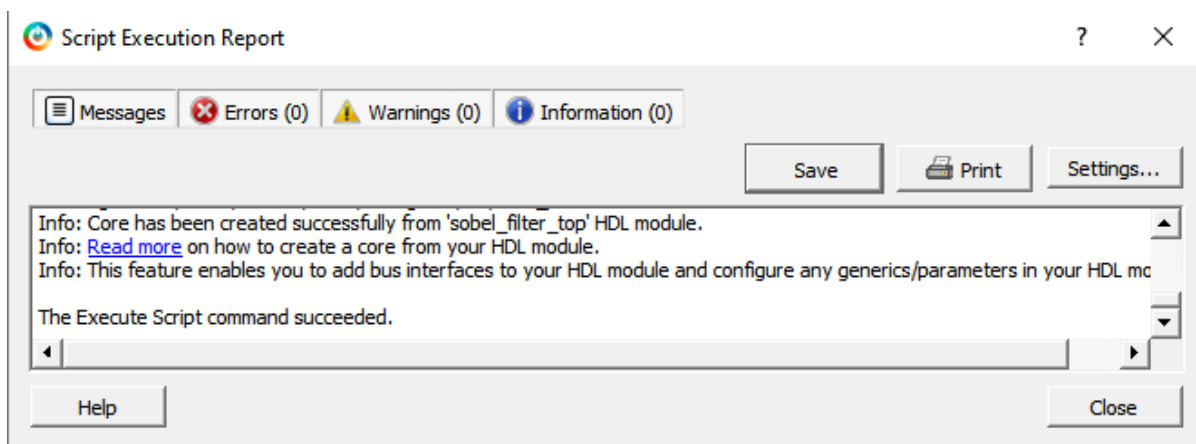 Script Execution Report
?
Messages
Errors (0)
Warnings (0)
Information (0)
Save
Print
Settings...
Info: Core has been created successfully from 'sobel_filter_top' HDL module.
Info: Read more on how to create a core from your HDL module.
Info: This feature enables you to add bus interfaces to your HDL module and configure any generics/parameters in your HDL mo
The Execute Script command succeeded.
Help
Close